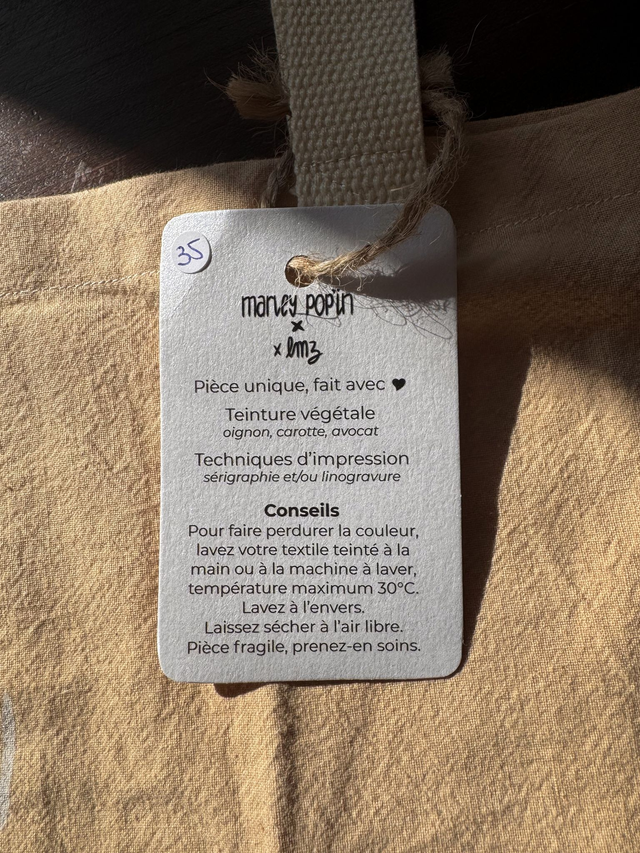 35
marley pop'in
x
x lmz
Pièce unique, fait avec ♥
Teinture végétale
oignon, carotte, avocat
Techniques d'impression
sérigraphie et/ou linogravure
Conseils
Pour faire perdurer la couleur,
lavez votre textile teinté à la
main ou à la machine à laver,
température maximum 30°C.
Lavez à l'envers.
Laissez sécher à l'air libre.
Pièce fragile, prenez-en soins.